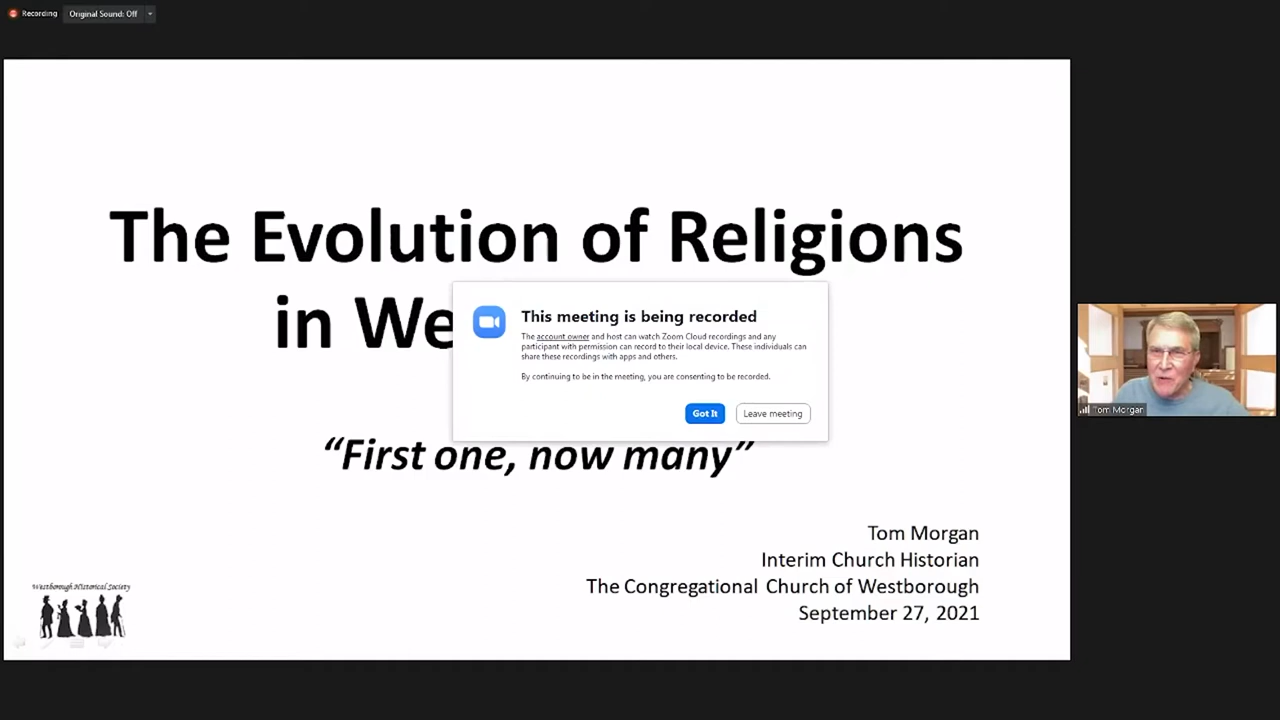 Recording
Original Sound: Off
The Evolution of Religions
in We
This meeting is being recorded
The account owner and host can watch Zoom Cloud recordings and any
participant with permission can record to their local device. These individuals can
share these recordings with apps and others.
By continuing to be in the meeting, you are consenting to be recorded.
Got It
Leave meeting
Tom Morgan
“First one, now many”
Tom Morgan
Interim Church Historian
The Congregational Church of Westborough
September 27, 2021
Westborough Historical Society